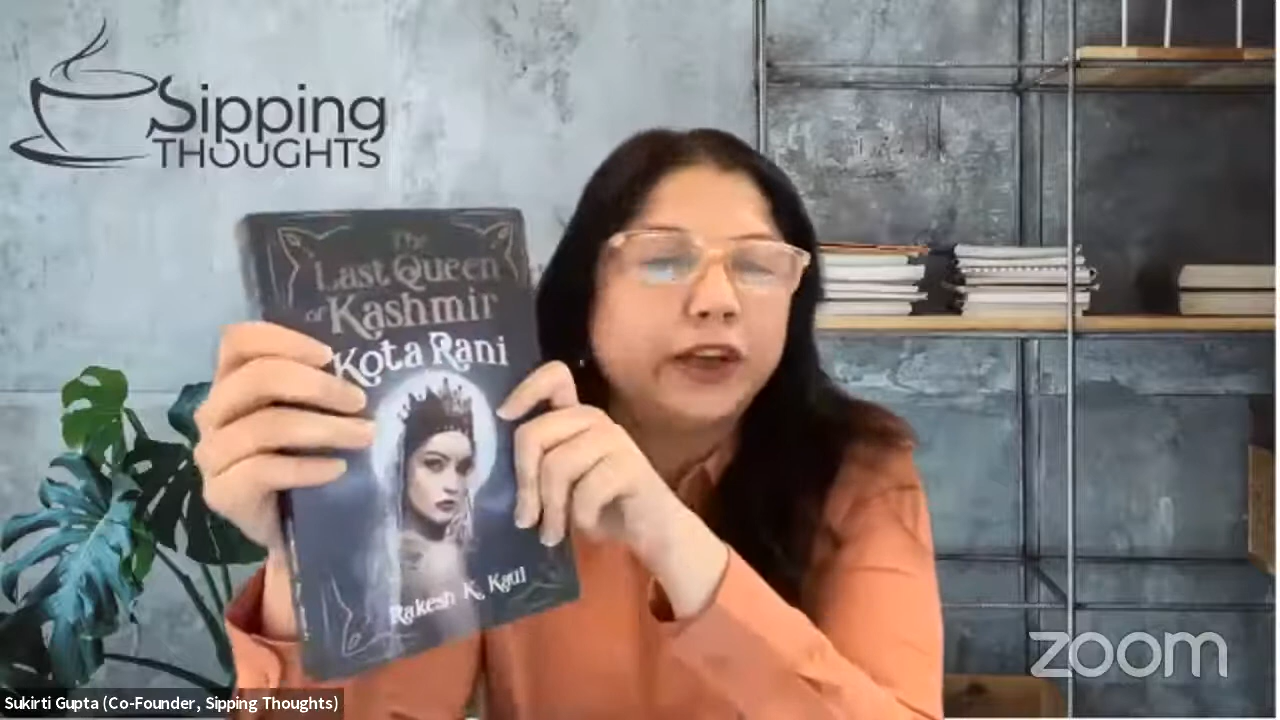 Sipping
THOUGHTS
The
Last Queen
of Kashmir
Kota Rani
Rakesh K. Kaul
zoom
Sukirti Gupta (Co-Founder, Sipping Thoughts)